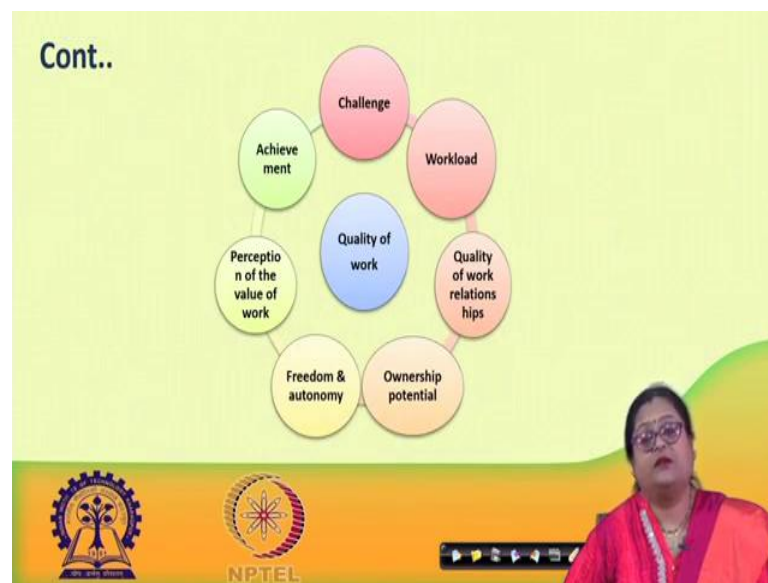 Cont..
Challenge
Achieve
ment
Workload
Quality of
work
Perceptio
n of the
value of
work
Quality
of work
relations
hips
Freedom &
autonomy
Ownership
potential
NPTEL